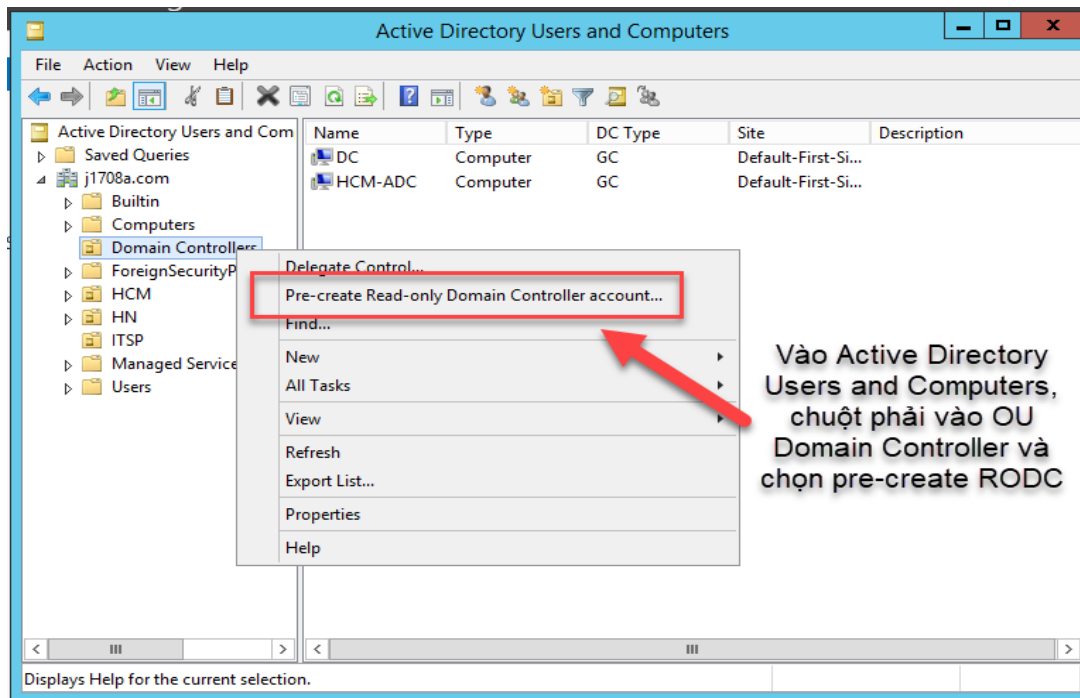 Active Directory Users and Computers
File Action View Help
Active Directory Users and Com
Saved Queries
j1708a.com
Builtin
Computers
Domain Controllers
ForeignSecurityP
HCM
HN
ITSP
Managed Service
Users
Name Type DC Type Site Description
DC Computer GC Default-First-Si...
HCM-ADC Computer GC Default-First-Si...
Delegate Control...
Pre-create Read-only Domain Controller account...
Find...
New
All Tasks
View
Refresh
Export List...
Properties
Help
Vào Active Directory
Users and Computers,
chuột phải vào OU
Domain Controller và
chọn pre-create RODC
Displays Help for the current selection.